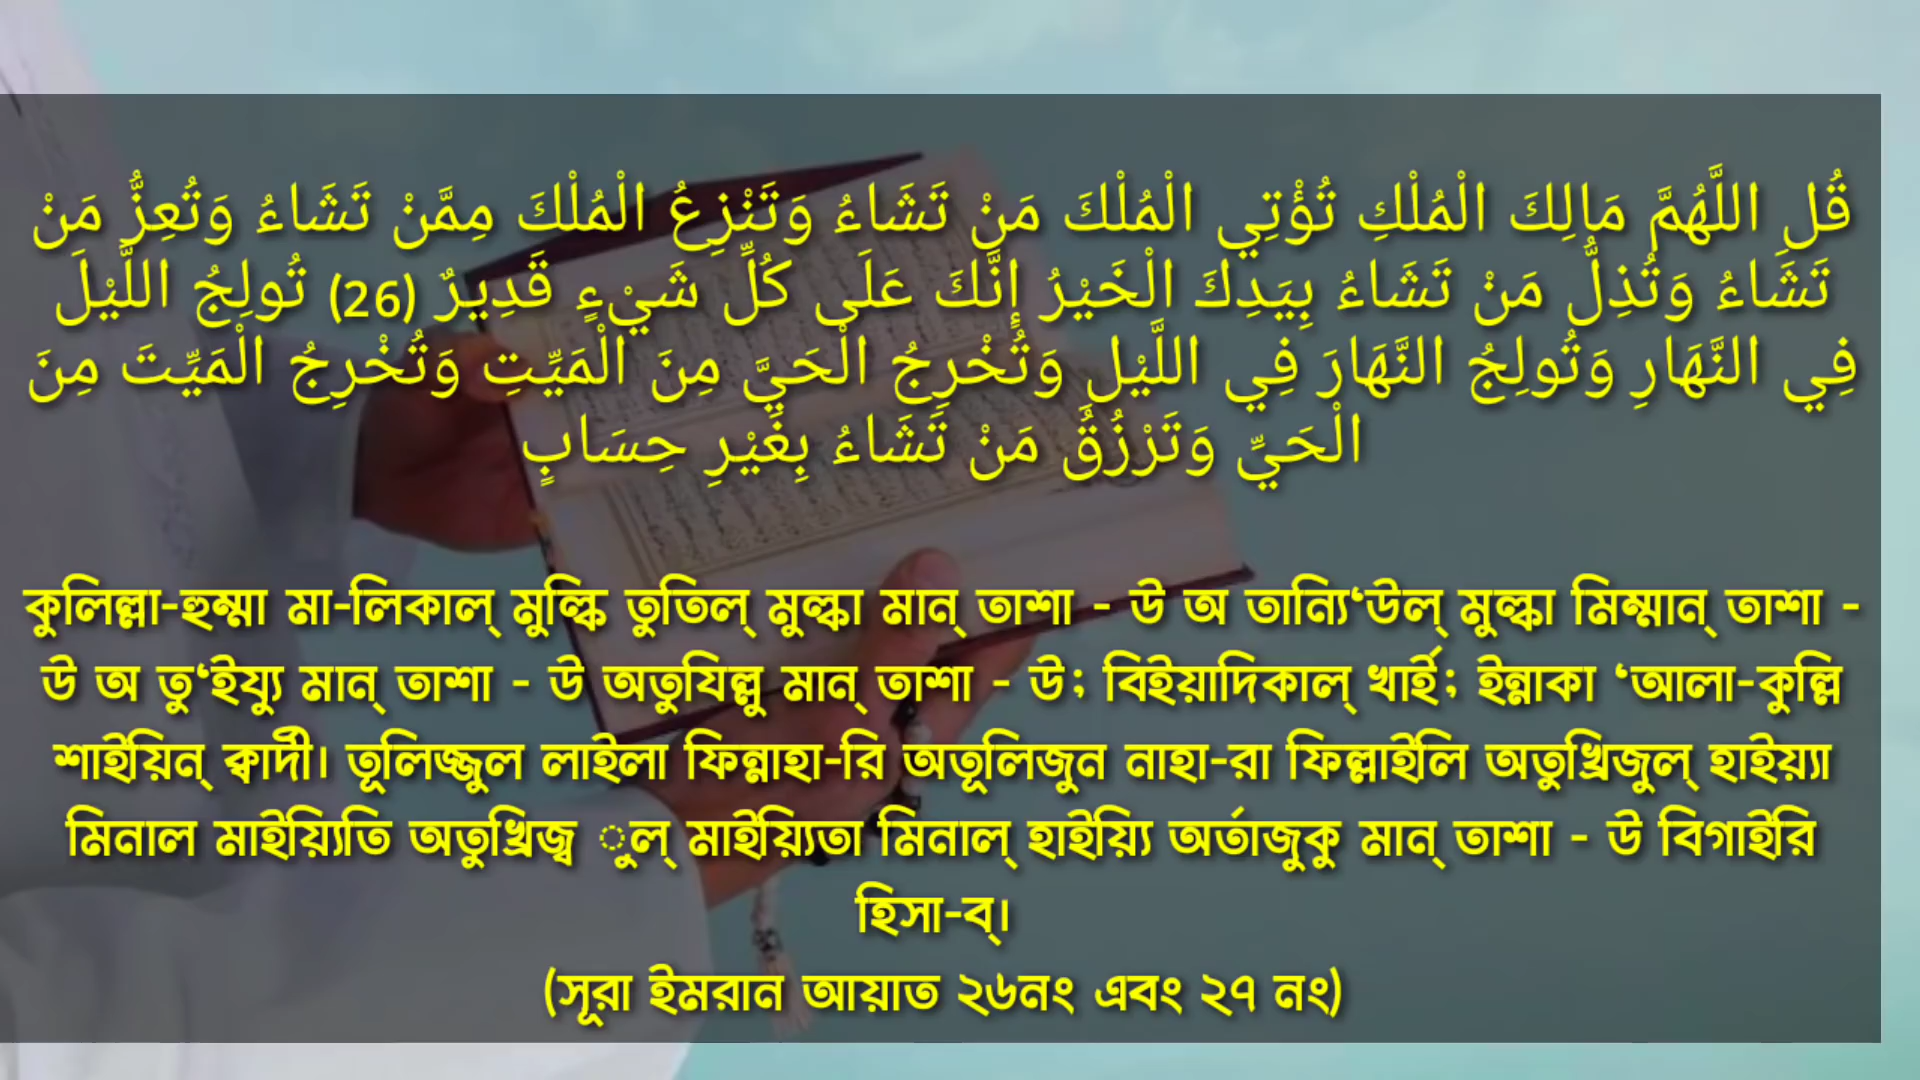 قُلِ اللَّهُمَّ مَالِكَ الْمُلْكِ تُؤْتِي الْمُلْكَ مَنْ تَشَاءُ وَتَنْزِعُ الْمُلْكَ مِمَّنْ تَشَاءُ وَتُعِزُّ مَنْ
تَشَاءُ وَتُذِلُّ مَنْ تَشَاءُ بِيَدِكَ الْخَيْرُ إِنَّكَ عَلَى كُلِّ شَيْءٍ قَدِيرٌ (26) تُولِجُ اللَّيْلَ
فِي النَّهَارِ وَتُولِجُ النَّهَارَ فِي اللَّيْلِ وَتُخْرِجُ الْحَيَّ مِنَ الْمَيِّتِ وَتُخْرِجُ الْمَيِّتَ مِنَ
الْحَيِّ وَتَرْزُقُ مَنْ تَشَاءُ بِغَيْرِ حِسَابٍ
কুলিল্লা-হুম্মা মা-লিকাল্ মুল্কি তুতিল্ মুল্কা মান্ তাশা - উ অ তান্যি‘উল্ মুল্কা মিম্মান্ তাশা -
উ অ তু‘ইয্যু মান্ তাশা - উ অতুযিল্লু মান্ তাশা - উ; বিইয়াদিকাল্ খাইর্; ইন্নাকা ‘আলা-কুল্লি
শাইয়িন্ ক্বাদীর্। তূলিজ্জুল লাইলা ফিন্নাহা-রি অতূলিজুন নাহা-রা ফিল্লাইলি অতুখ্রিজুল্ হাইয়্যা
মিনাল মাইয়্যিতি অতুখ্রিজ্ব ুল্ মাইয়্যিতা মিনাল্ হাইয়্যি অর্তাজুকু মান্ তাশা - উ বিগাইরি
হিসা-ব্।
(সূরা ইমরান আয়াত ২৬নং এবং ২৭ নং)